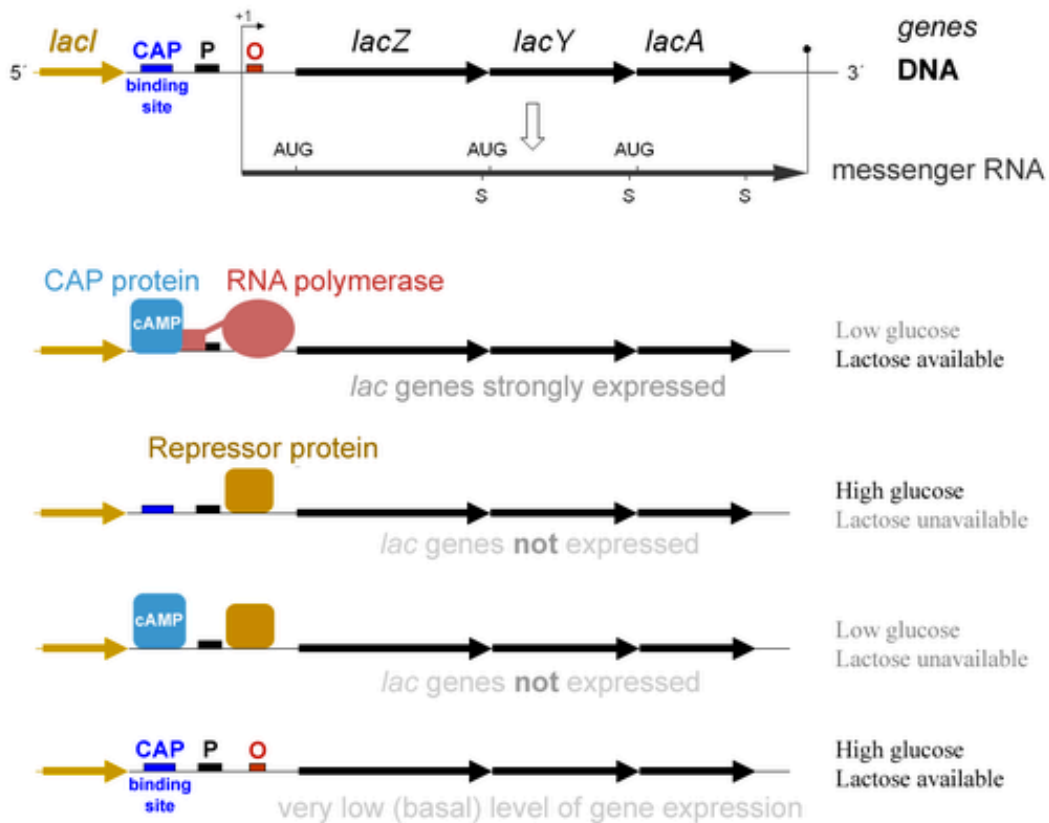 +1
lacI CAP P O lacZ lacY lacA genes
5´ 3´ DNA
binding
site
AUG AUG AUG
messenger RNA
S S S
CAP protein RNA polymerase
cAMP
Low glucose
Lactose available
lac genes strongly expressed
Repressor protein
High glucose
Lactose unavailable
lac genes not expressed
cAMP
Low glucose
Lactose unavailable
lac genes not expressed
CAP P O
High glucose
binding
Lactose available
site
very low (basal) level of gene expression